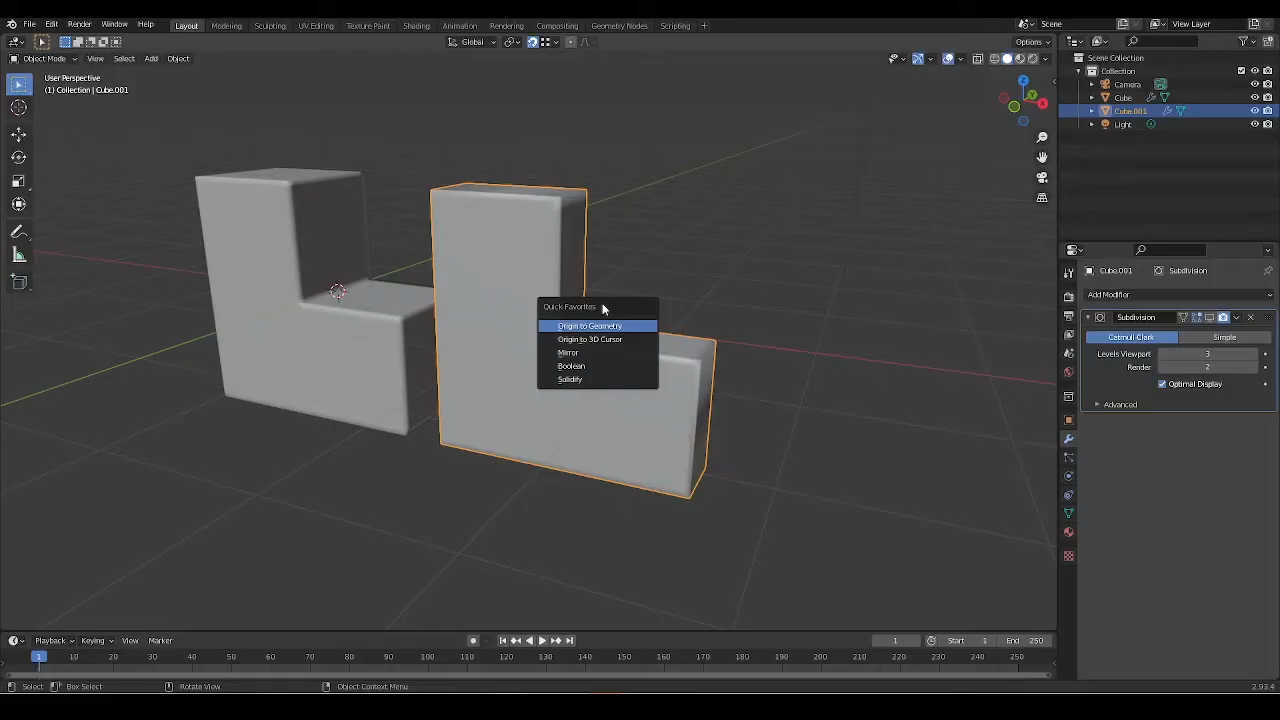 File Edit Render Window Help Layout Modeling Sculpting UV Editing Texture Paint Shading Animation Rendering Compositing Geometry Nodes Scripting + Scene View Layer
Global Options
Object Mode View Select Add Object
User Perspective
(1) Collection | Cube.001
Scene Collection
Collection
Camera
Cube
Cube.001
Light
Z
Y
X
Quick Favorites
Origin to Geometry
Origin to 3D Cursor
Mirror
Boolean
Solidify
Cube.001 Subdivision
Add Modifier
Subdivision
Catmull Clark Simple
Levels Viewport 3
Render 2
Optimal Display
Advanced
Playback Keying View Marker 1 Start 1 End 250
1 10 20 30 40 50 60 70 80 90 100 110 120 130 140 150 160 170 180 190 200 210 220 230 240 250
Select Box Select Rotate View Object Context Menu 2.93.4